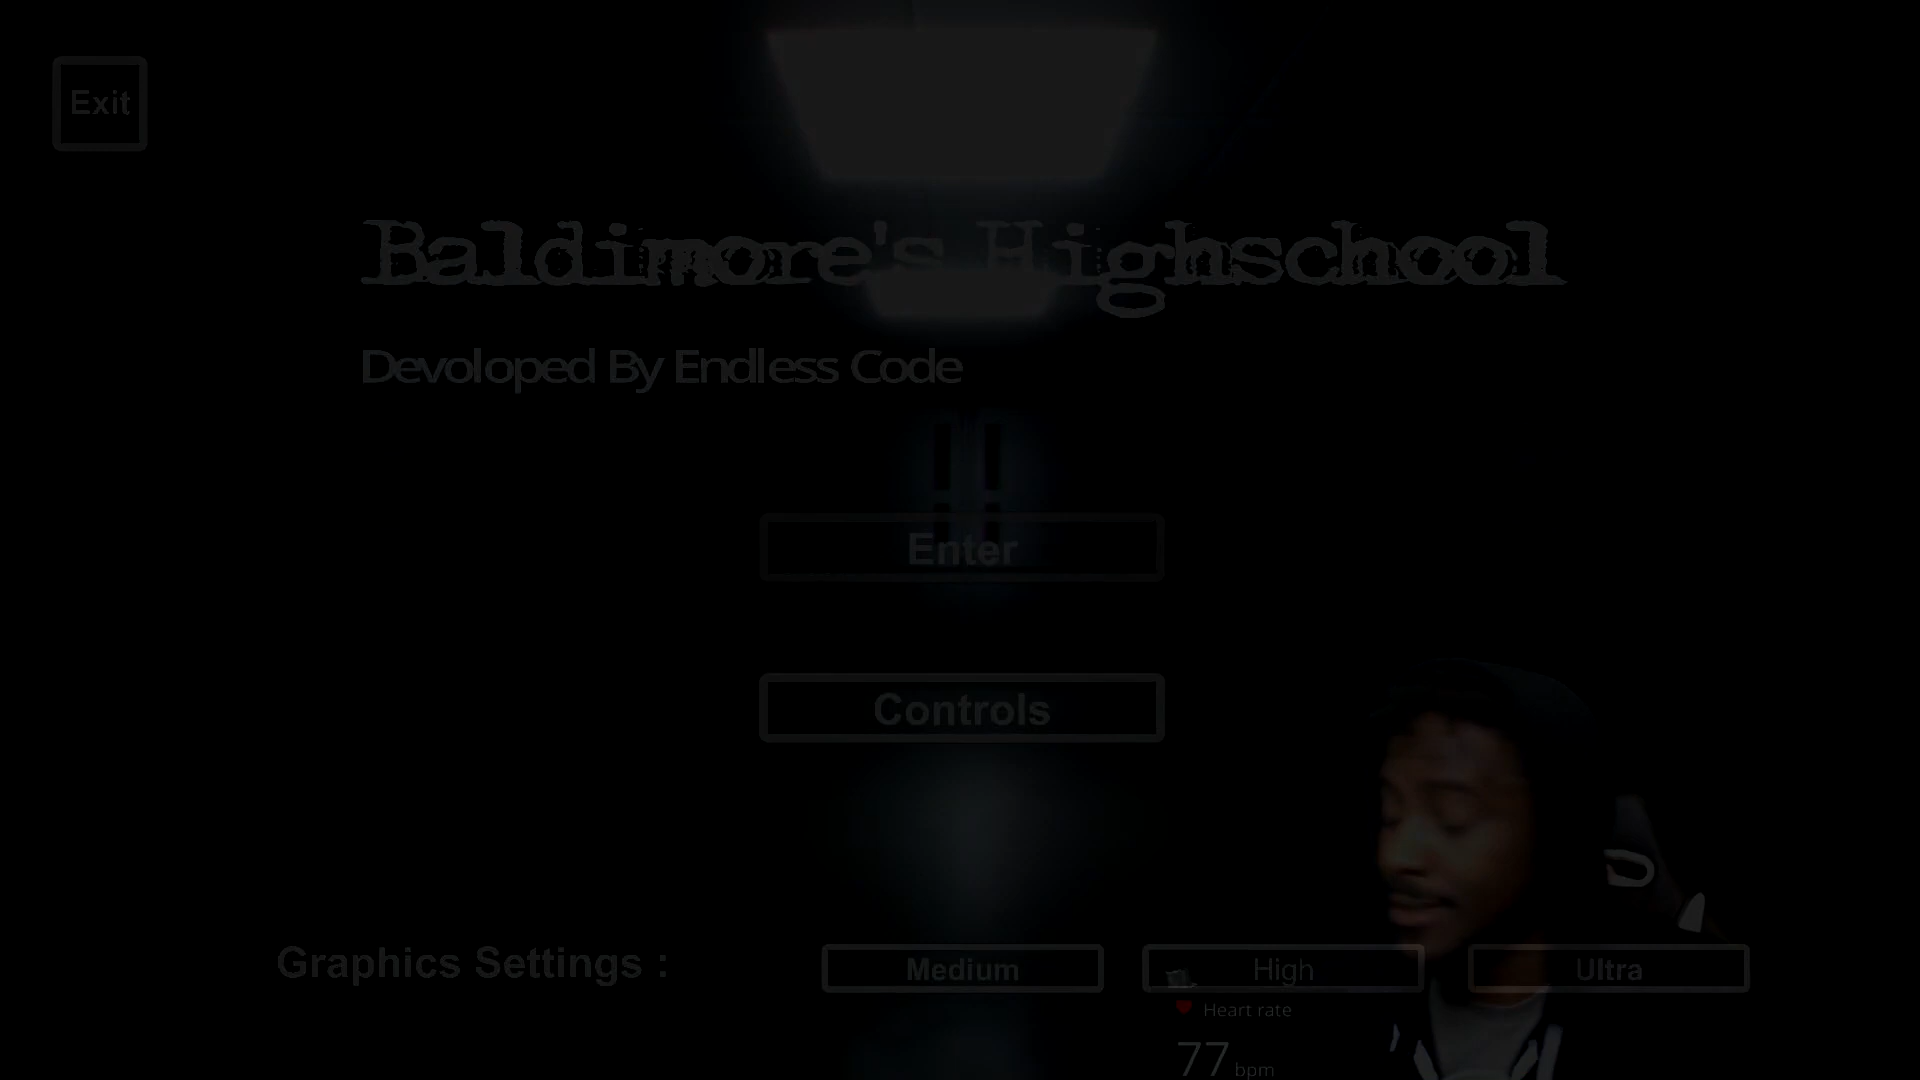 Exit
Baldimore's Highschool
Devoloped By Endless Code
Enter
Controls
Graphics Settings :
Medium
High
Ultra
Heart rate
77 bpm